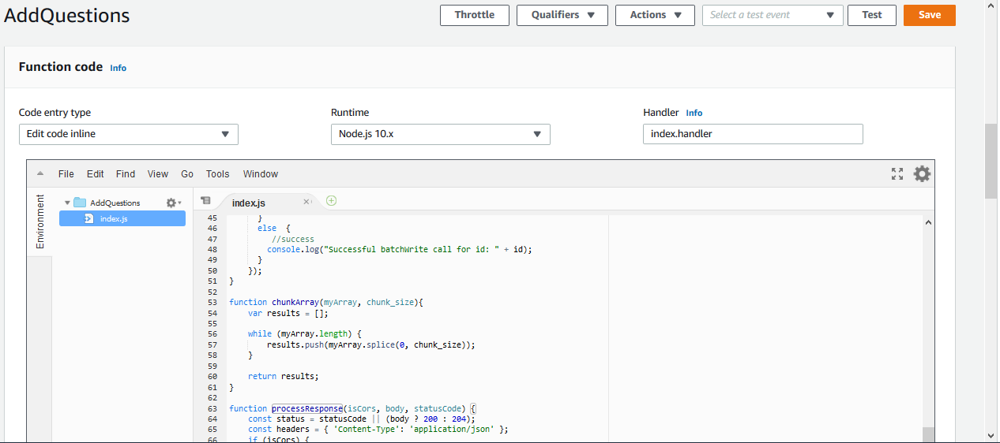 AddQuestions
Throttle Qualifiers Actions Select a test event Test Save
Function code Info
Code entry type Runtime Handler Info
Edit code inline Node.js 10.x index.handler
File Edit Find View Go Tools Window
Environment
AddQuestions
index.js
index.js
45 }
46 else {
47 //success
48 console.log("Successful batchWrite call for id: " + id);
49 }
50 });
51 }
52
53 function chunkArray(myArray, chunk_size){
54 var results = [];
55
56 while (myArray.length) {
57 results.push(myArray.splice(0, chunk_size));
58 }
59
60 return results;
61 }
62
63 function processResponse(isCors, body, statusCode) {
64 const status = statusCode || (body ? 200 : 204);
65 const headers = { 'Content-Type': 'application/json' };
66 if (isCors) {